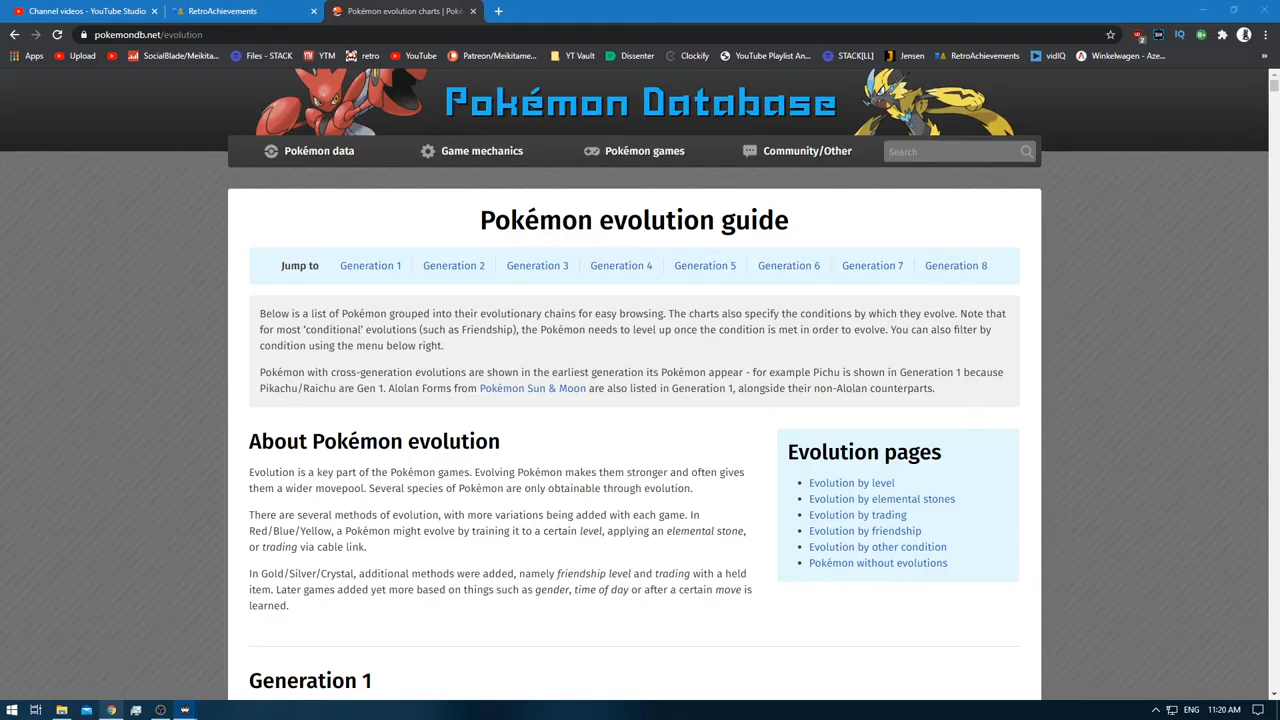 Channel videos - YouTube Studio
RetroAchievements
Pokémon evolution charts | Pok
pokemondb.net/evolution
Apps
Upload
SocialBlade/Meikita...
Files - STACK
YTM
retro
YouTube
Patreon/Meikitame...
YT Vault
Dissenter
Clockify
YouTube Playlist An...
STACK[LL]
Jensen
RetroAchievements
vidIQ
Winkelwagen - Aze...
»
Pokémon Database
Pokémon data
Game mechanics
Pokémon games
Community/Other
Search
Pokémon evolution guide
Jump to Generation 1 Generation 2 Generation 3 Generation 4 Generation 5 Generation 6 Generation 7 Generation 8
Below is a list of Pokémon grouped into their evolutionary chains for easy browsing. The charts also specify the conditions by which they evolve. Note that
for most ‘conditional’ evolutions (such as Friendship), the Pokémon needs to level up once the condition is met in order to evolve. You can also filter by
condition using the menu below right.
Pokémon with cross-generation evolutions are shown in the earliest generation its Pokémon appear - for example Pichu is shown in Generation 1 because
Pikachu/Raichu are Gen 1. Alolan Forms from Pokémon Sun & Moon are also listed in Generation 1, alongside their non-Alolan counterparts.
About Pokémon evolution
Evolution is a key part of the Pokémon games. Evolving Pokémon makes them stronger and often gives
them a wider movepool. Several species of Pokémon are only obtainable through evolution.
There are several methods of evolution, with more variations being added with each game. In
Red/Blue/Yellow, a Pokémon might evolve by training it to a certain level, applying an elemental stone,
or trading via cable link.
In Gold/Silver/Crystal, additional methods were added, namely friendship level and trading with a held
item. Later games added yet more based on things such as gender, time of day or after a certain move is
learned.
Evolution pages
Evolution by level
Evolution by elemental stones
Evolution by trading
Evolution by friendship
Evolution by other condition
Pokémon without evolutions
Generation 1
ENG 11:20 AM